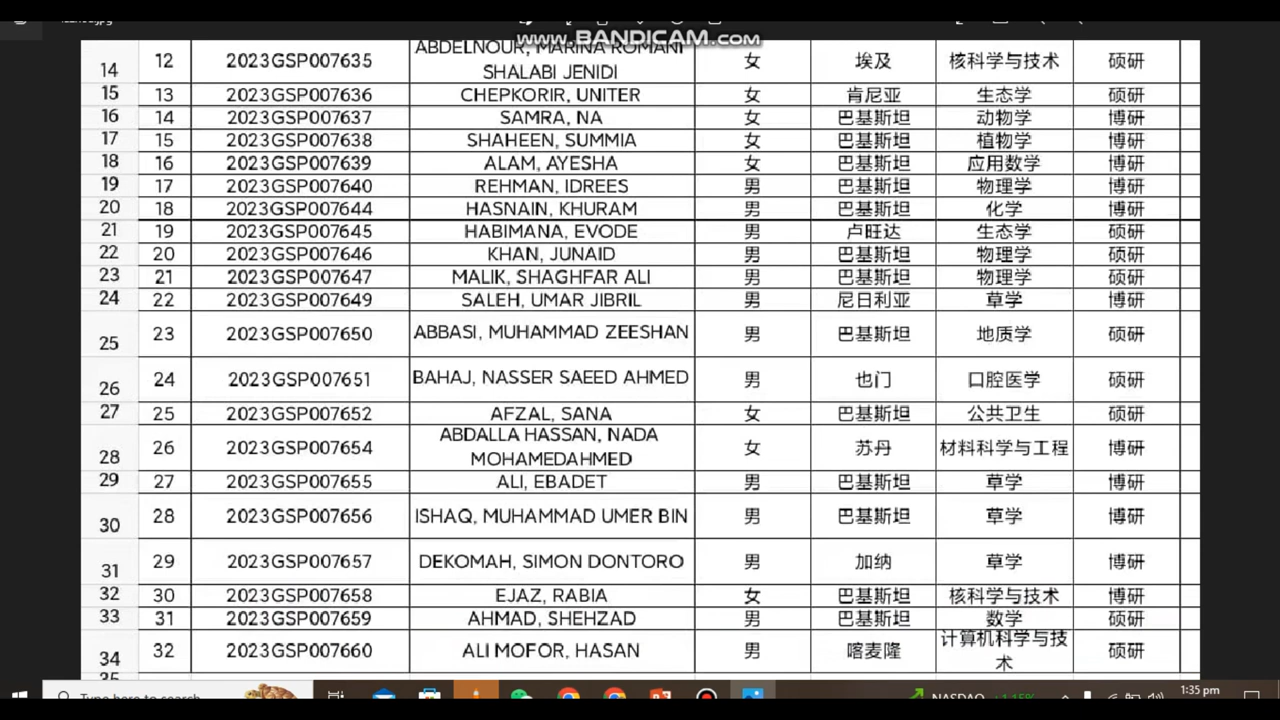 www.BANDICAM.com
ABDELNOUR, MARINA ROMANI
14 12 2023GSP007635 SHALABI JENIDI 女 埃及 核科学与技术 硕研
15 13 2023GSP007636 CHEPKORIR, UNITER 女 肯尼亚 生态学 硕研
16 14 2023GSP007637 SAMRA, NA 女 巴基斯坦 动物学 博研
17 15 2023GSP007638 SHAHEEN, SUMMIA 女 巴基斯坦 植物学 博研
18 16 2023GSP007639 ALAM, AYESHA 女 巴基斯坦 应用数学 博研
19 17 2023GSP007640 REHMAN, IDREES 男 巴基斯坦 物理学 博研
20 18 2023GSP007644 HASNAIN, KHURAM 男 巴基斯坦 化学 博研
21 19 2023GSP007645 HABIMANA, EVODE 男 卢旺达 生态学 硕研
22 20 2023GSP007646 KHAN, JUNAID 男 巴基斯坦 物理学 硕研
23 21 2023GSP007647 MALIK, SHAGHFAR ALI 男 巴基斯坦 物理学 硕研
24 22 2023GSP007649 SALEH, UMAR JIBRIL 男 尼日利亚 草学 博研
25 23 2023GSP007650 ABBASI, MUHAMMAD ZEESHAN 男 巴基斯坦 地质学 硕研
26 24 2023GSP007651 BAHAJ, NASSER SAEED AHMED 男 也门 口腔医学 硕研
27 25 2023GSP007652 AFZAL, SANA 女 巴基斯坦 公共卫生 硕研
ABDALLA HASSAN, NADA
28 26 2023GSP007654 MOHAMEDAHMED 女 苏丹 材料科学与工程 博研
29 27 2023GSP007655 ALI, EBADET 男 巴基斯坦 草学 博研
30 28 2023GSP007656 ISHAQ, MUHAMMAD UMER BIN 男 巴基斯坦 草学 博研
31 29 2023GSP007657 DEKOMAH, SIMON DONTORO 男 加纳 草学 博研
32 30 2023GSP007658 EJAZ, RABIA 女 巴基斯坦 核科学与技术 博研
33 31 2023GSP007659 AHMAD, SHEHZAD 男 巴基斯坦 数学 硕研
34 32 2023GSP007660 ALI MOFOR, HASAN 男 喀麦隆 计算机科学与技
术 硕研
35
Type here to search
NASDAQ +1.15%
1:35 pm